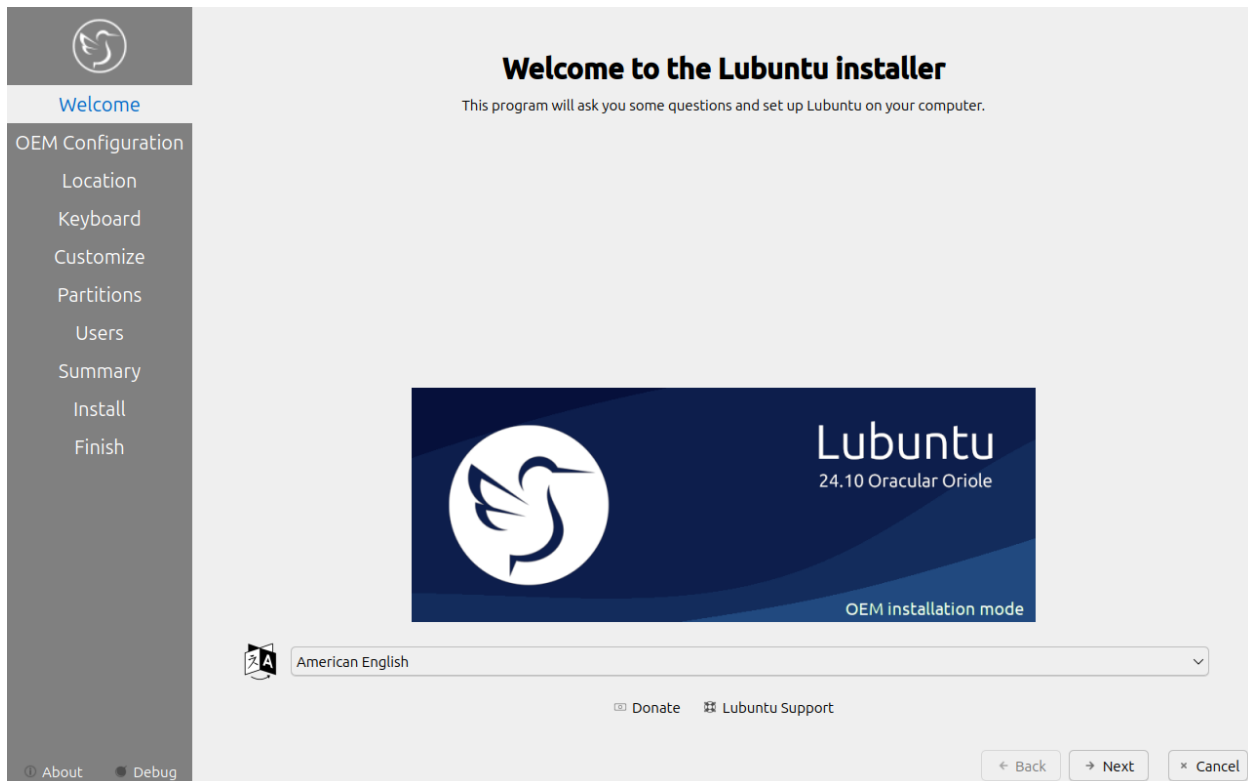 Welcome
OEM Configuration
Location
Keyboard
Customize
Partitions
Users
Summary
Install
Finish
About Debug
Welcome to the Lubuntu installer
This program will ask you some questions and set up Lubuntu on your computer.
Lubuntu
24.10 Oracular Oriole
OEM installation mode
American English
Donate Lubuntu Support
Back Next Cancel